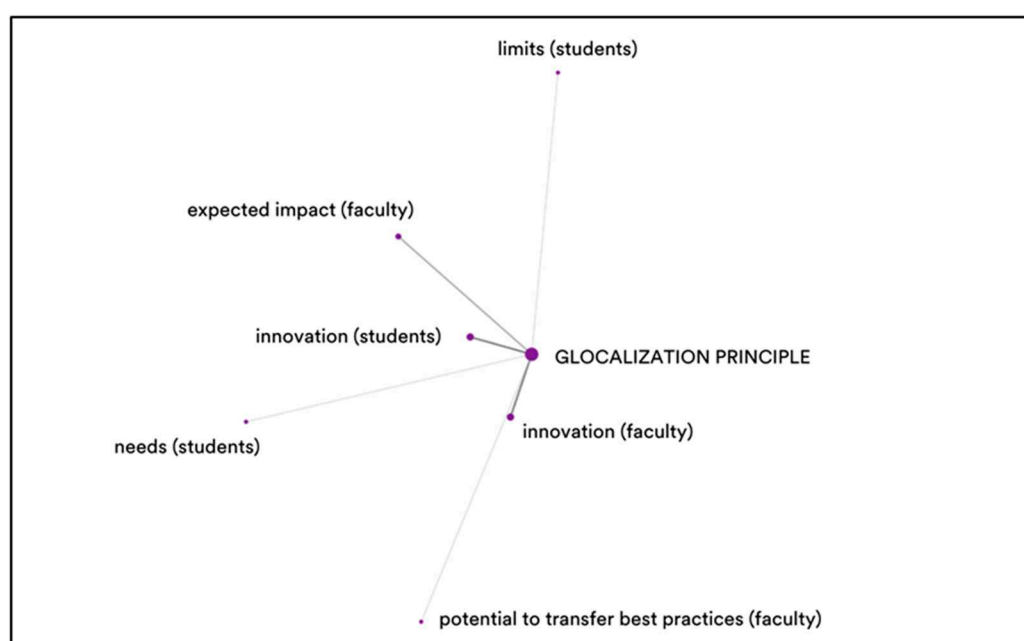 limits (students)
expected impact (faculty)
innovation (students)
GLOCALIZATION PRINCIPLE
innovation (faculty)
needs (students)
potential to transfer best practices (faculty)